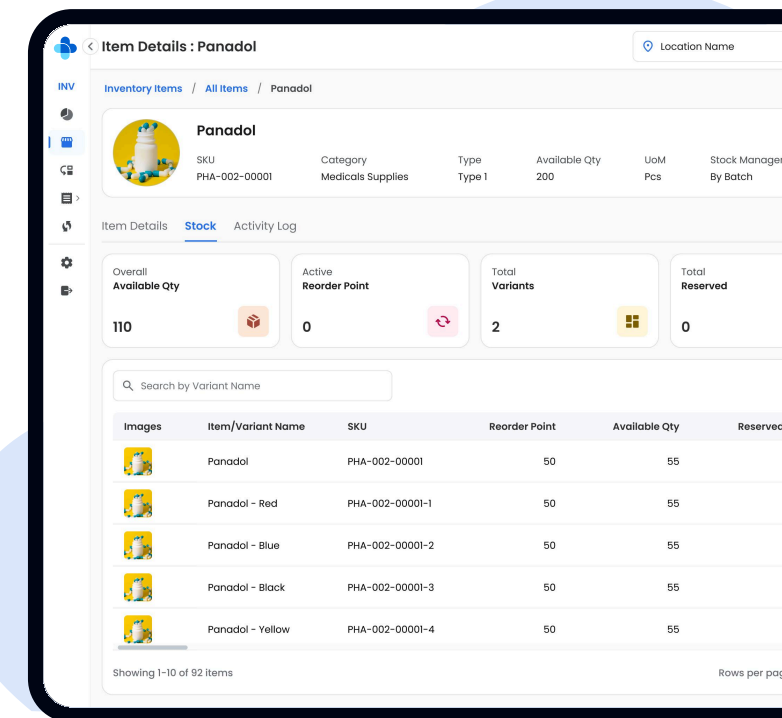 Item Details : Panadol
Location Name
INV
Inventory Items / All Items / Panadol
Panadol
SKU Category Type Available Qty UoM Stock Manager
PHA-002-00001 Medicals Supplies Type 1 200 Pcs By Batch
Item Details Stock Activity Log
Overall Active Total Total
Available Qty Reorder Point Variants Reserved
110 0 2 0
Search by Variant Name
Images Item/Variant Name SKU Reorder Point Available Qty Reserved
Panadol PHA-002-00001 50 55
Panadol - Red PHA-002-00001-1 50 55
Panadol - Blue PHA-002-00001-2 50 55
Panadol - Black PHA-002-00001-3 50 55
Panadol - Yellow PHA-002-00001-4 50 55
Showing 1-10 of 92 items Rows per pag